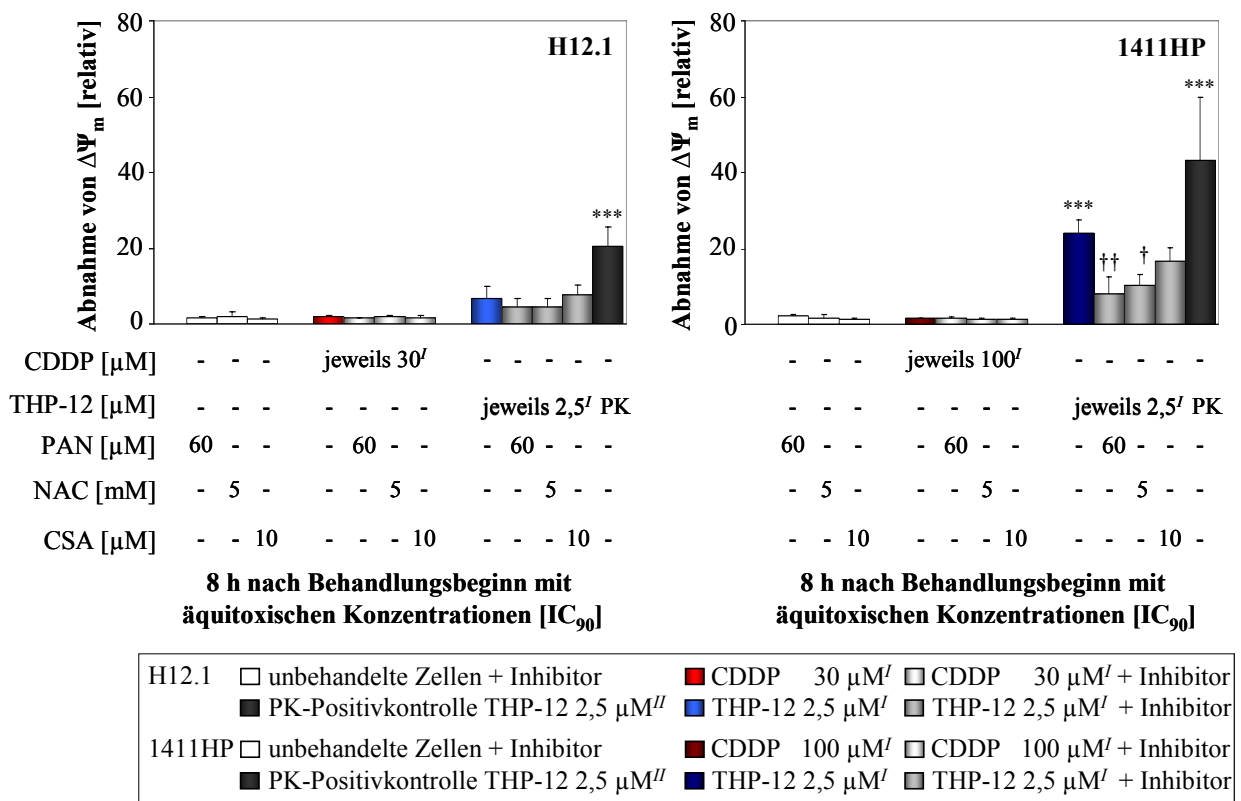 80
60
40
20
0
Abnahme von ΔΨm [relativ]
H12.1
***
80
60
40
20
0
Abnahme von ΔΨm [relativ]
1411HP
***
††
†
***
CDDP [µM] - - - jeweils 30I - - - - - - - - jeweils 100I - - - - -
THP-12 [µM] - - - - - - - jeweils 2,5I PK - - - - - - - jeweils 2,5I PK
PAN [µM] 60 - - - 60 - - - 60 - - - 60 - - - 60 - - - 60 - - -
NAC [mM] - 5 - - - 5 - - - 5 - - - 5 - - - 5 - - - 5 - -
CSA [µM] - - 10 - - - 10 - - - 10 - - - 10 - - - 10 - - - 10 -
8 h nach Behandlungsbeginn mit
äquitoxischen Konzentrationen [IC90]
8 h nach Behandlungsbeginn mit
äquitoxischen Konzentrationen [IC90]
H12.1 unbehandelte Zellen + Inhibitor CDDP 30 µMI CDDP 30 µMI + Inhibitor
PK-Positivkontrolle THP-12 2,5 µMII THP-12 2,5 µMI THP-12 2,5 µMI + Inhibitor
1411HP unbehandelte Zellen + Inhibitor CDDP 100 µMI CDDP 100 µMI + Inhibitor
PK-Positivkontrolle THP-12 2,5 µMII THP-12 2,5 µMI THP-12 2,5 µMI + Inhibitor